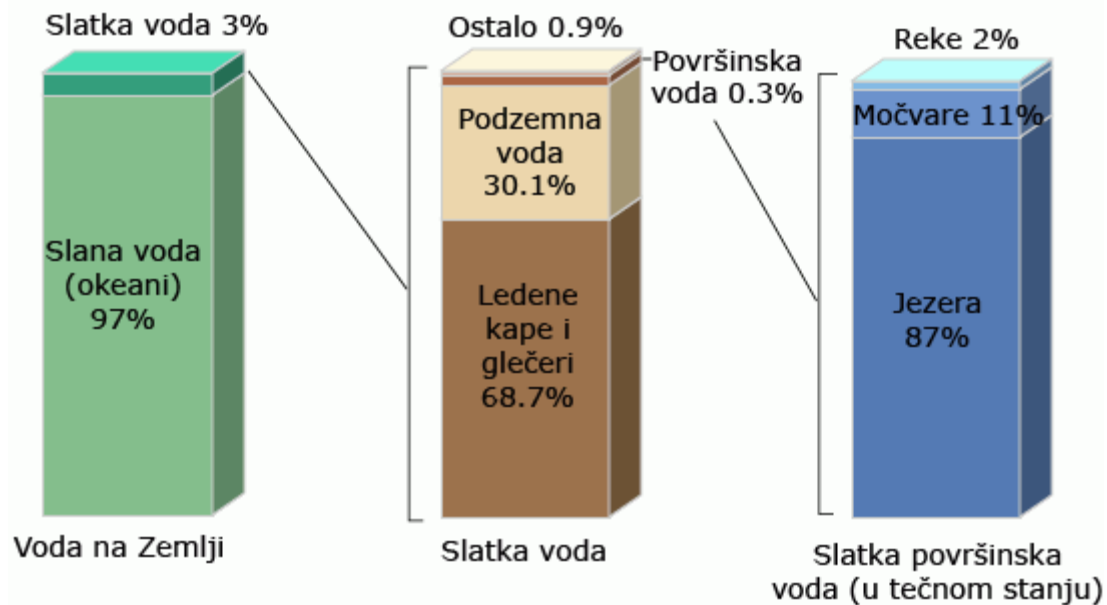 Slatka voda 3%
Slana voda
(okeani)
97%
Voda na Zemlji
Ostalo 0.9%
Površinska
voda 0.3%
Podzemna
voda
30.1%
Ledene
kape i
glečeri
68.7%
Slatka voda
Reke 2%
Močvare 11%
Jezera
87%
Slatka površinska
voda (u tečnom stanju)